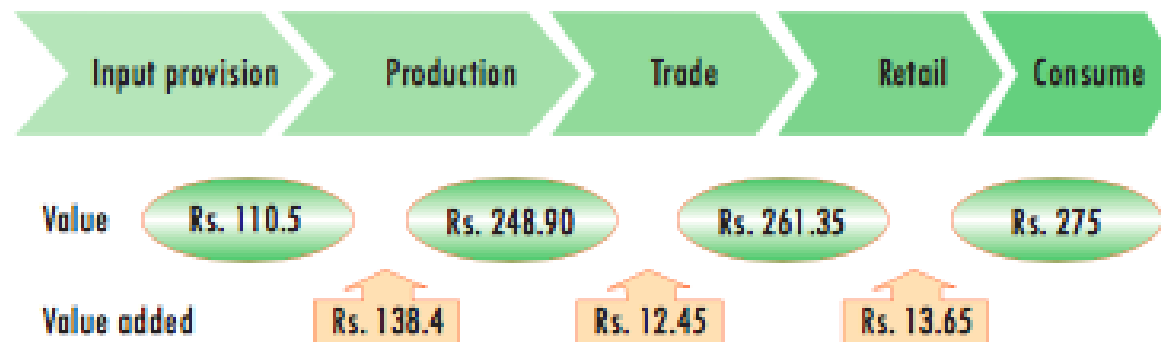 Input provision Production Trade Retail Consume
Value Rs. 110.5 Rs. 248.90 Rs. 261.35 Rs. 275
Value added Rs. 138.4 Rs. 12.45 Rs. 13.65